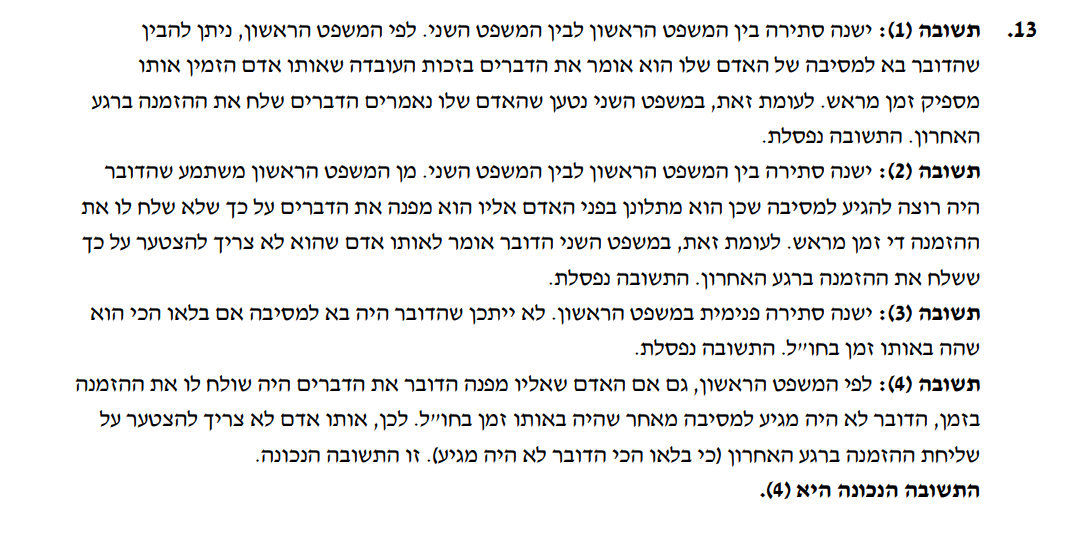 13. תשובה (1): ישנה סתירה בין המשפט הראשון לבין המשפט השני. לפי המשפט הראשון, ניתן להבין
שהדובר בא למסיבה של האדם שלו הוא אומר את הדברים בזכות העובדה שאותו אדם הזמין אותו
מספיק זמן מראש. לעומת זאת, במשפט השני נטען שהאדם שלו נאמרים הדברים שלח את ההזמנה ברגע
האחרון. התשובה נפסלת.
תשובה (2): ישנה סתירה בין המשפט הראשון לבין המשפט השני. מן המשפט הראשון משתמע שהדובר
היה רוצה להגיע למסיבה שכן הוא מתלונן בפני האדם אליו הוא מפנה את הדברים על כך שלא שלח לו את
ההזמנה די זמן מראש. לעומת זאת, במשפט השני הדובר אומר לאותו אדם שהוא לא צריך להצטער על כך
ששלח את ההזמנה ברגע האחרון. התשובה נפסלת.
תשובה (3): ישנה סתירה פנימית במשפט הראשון. לא ייתכן שהדובר היה בא למסיבה אם בלאו הכי הוא
שהה באותו זמן בחו״ל. התשובה נפסלת.
תשובה (4): לפי המשפט הראשון, גם אם האדם שאליו מפנה הדובר את הדברים היה שולח לו את ההזמנה
בזמן, הדובר לא היה מגיע למסיבה מאחר שהיה באותו זמן בחו״ל. לכן, אותו אדם לא צריך להצטער על
שליחת ההזמנה ברגע האחרון (כי בלאו הכי הדובר לא היה מגיע). זו התשובה הנכונה.
התשובה הנכונה היא (4).